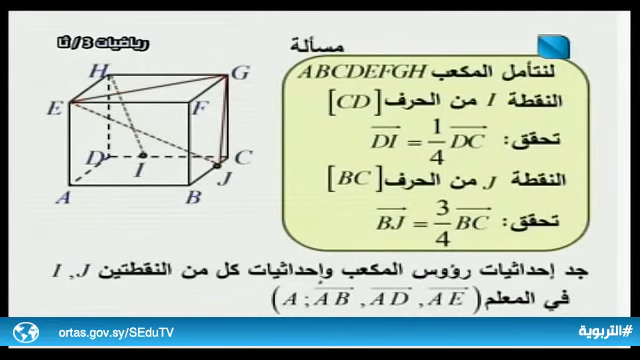 رياضيات 3/ثا
مسألة
لنتأمل المكعب ABCDEFGH
النقطة I من الحرف [CD]
تحقق: DI = 1/4 DC
النقطة J من الحرف [BC]
تحقق: BJ = 3/4 BC
H
G
E
F
D
I
C
J
A
B
جد إحداثيات رؤوس المكعب وإحداثيات كل من النقطتين I , J
في المعلم (A ; AB , AD , AE)
ortas.gov.sy/SEduTV
#التربوية